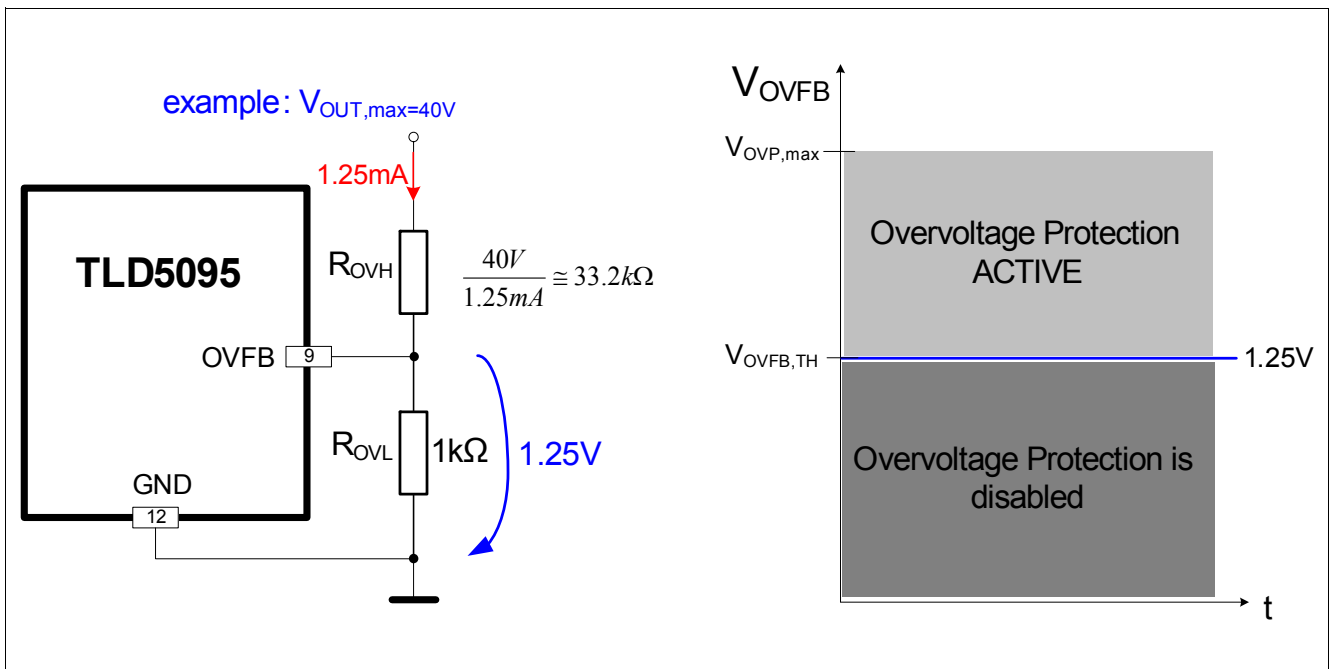 example: VOUT,max=40V
1.25mA
TLD5095
ROVH
40V
1.25mA
≅ 33.2kΩ
OVFB
9
ROVL
1kΩ
1.25V
GND
12
VOVFB
VOVP,max
Overvoltage Protection
ACTIVE
VOVFB,TH
1.25V
Overvoltage Protection is
disabled
t